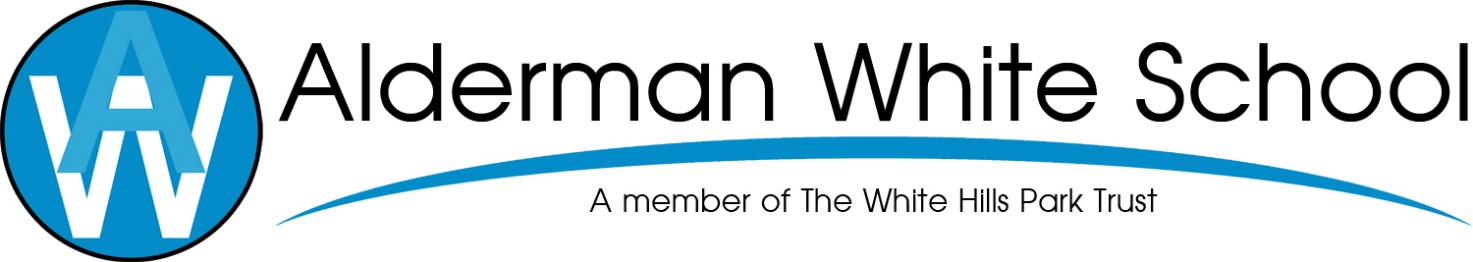 AW
Alderman White School
A member of The White Hills Park Trust